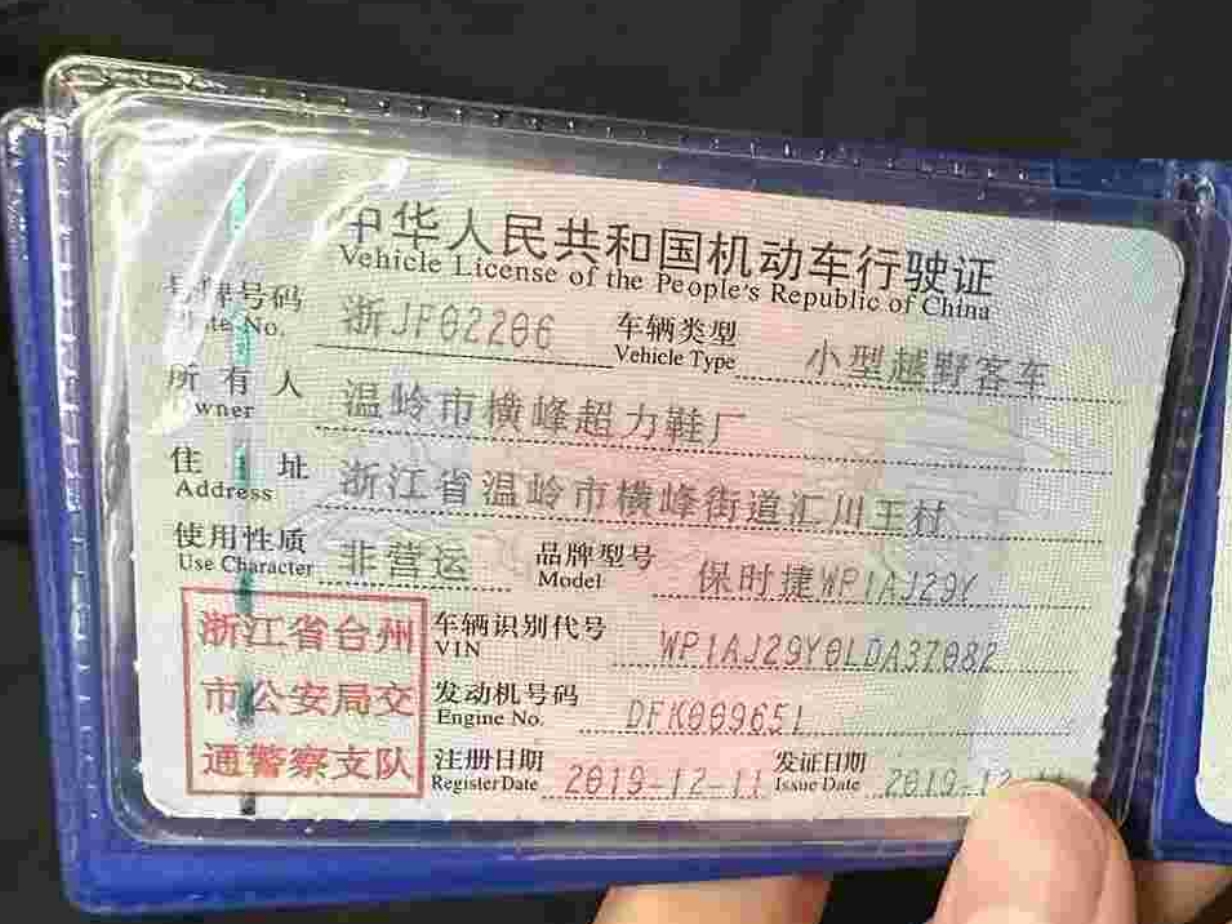 中华人民共和国机动车行驶证
Vehicle License of the People's Republic of China
号牌号码 浙JF02206 车辆类型 小型越野客车
Plate No. Vehicle Type
所有人 温岭市横峰超力鞋厂
Owner
住址 浙江省温岭市横峰街道汇川王村
Address
使用性质 非营运 品牌型号 保时捷WP1AJ29Y
Use Character Model
浙江省台州 车辆识别代号 WP1AJ29Y0LDA37082
VIN
市公安局交 发动机号码 DFK009651
Engine No.
通警察支队 注册日期 2019-12-11 发证日期 2019-12
Register Date Issue Date